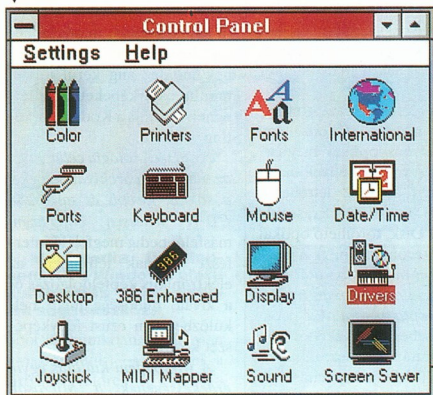 Control Panel
Settings Help
Color Printers Fonts International
Ports Keyboard Mouse Date/Time
Desktop 386 Enhanced Display Drivers
Joystick MIDI Mapper Sound Screen Saver